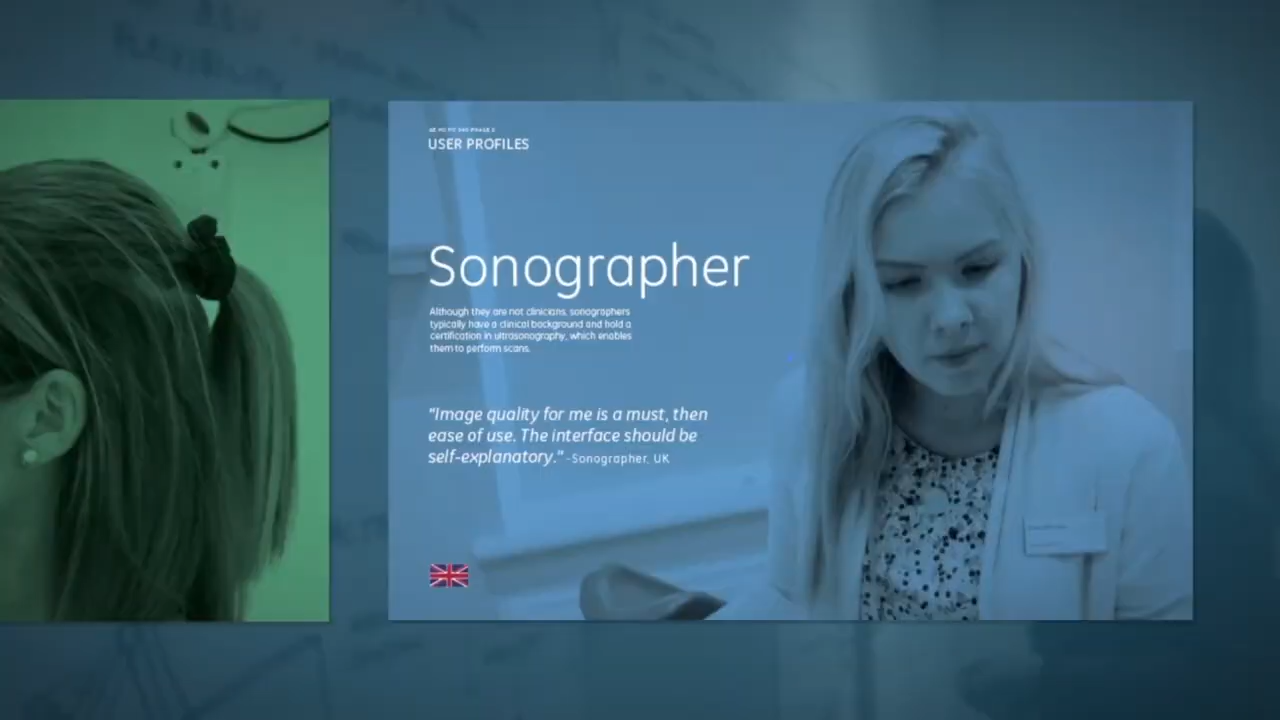 USER PROFILES
Sonographer
Although they are not clinicians, sonographers
typically have a clinical background and hold a
certification in ultrasonography, which enables
them to perform scans.
"Image quality for me is a must, then
ease of use. The interface should be
self-explanatory." -Sonographer, UK